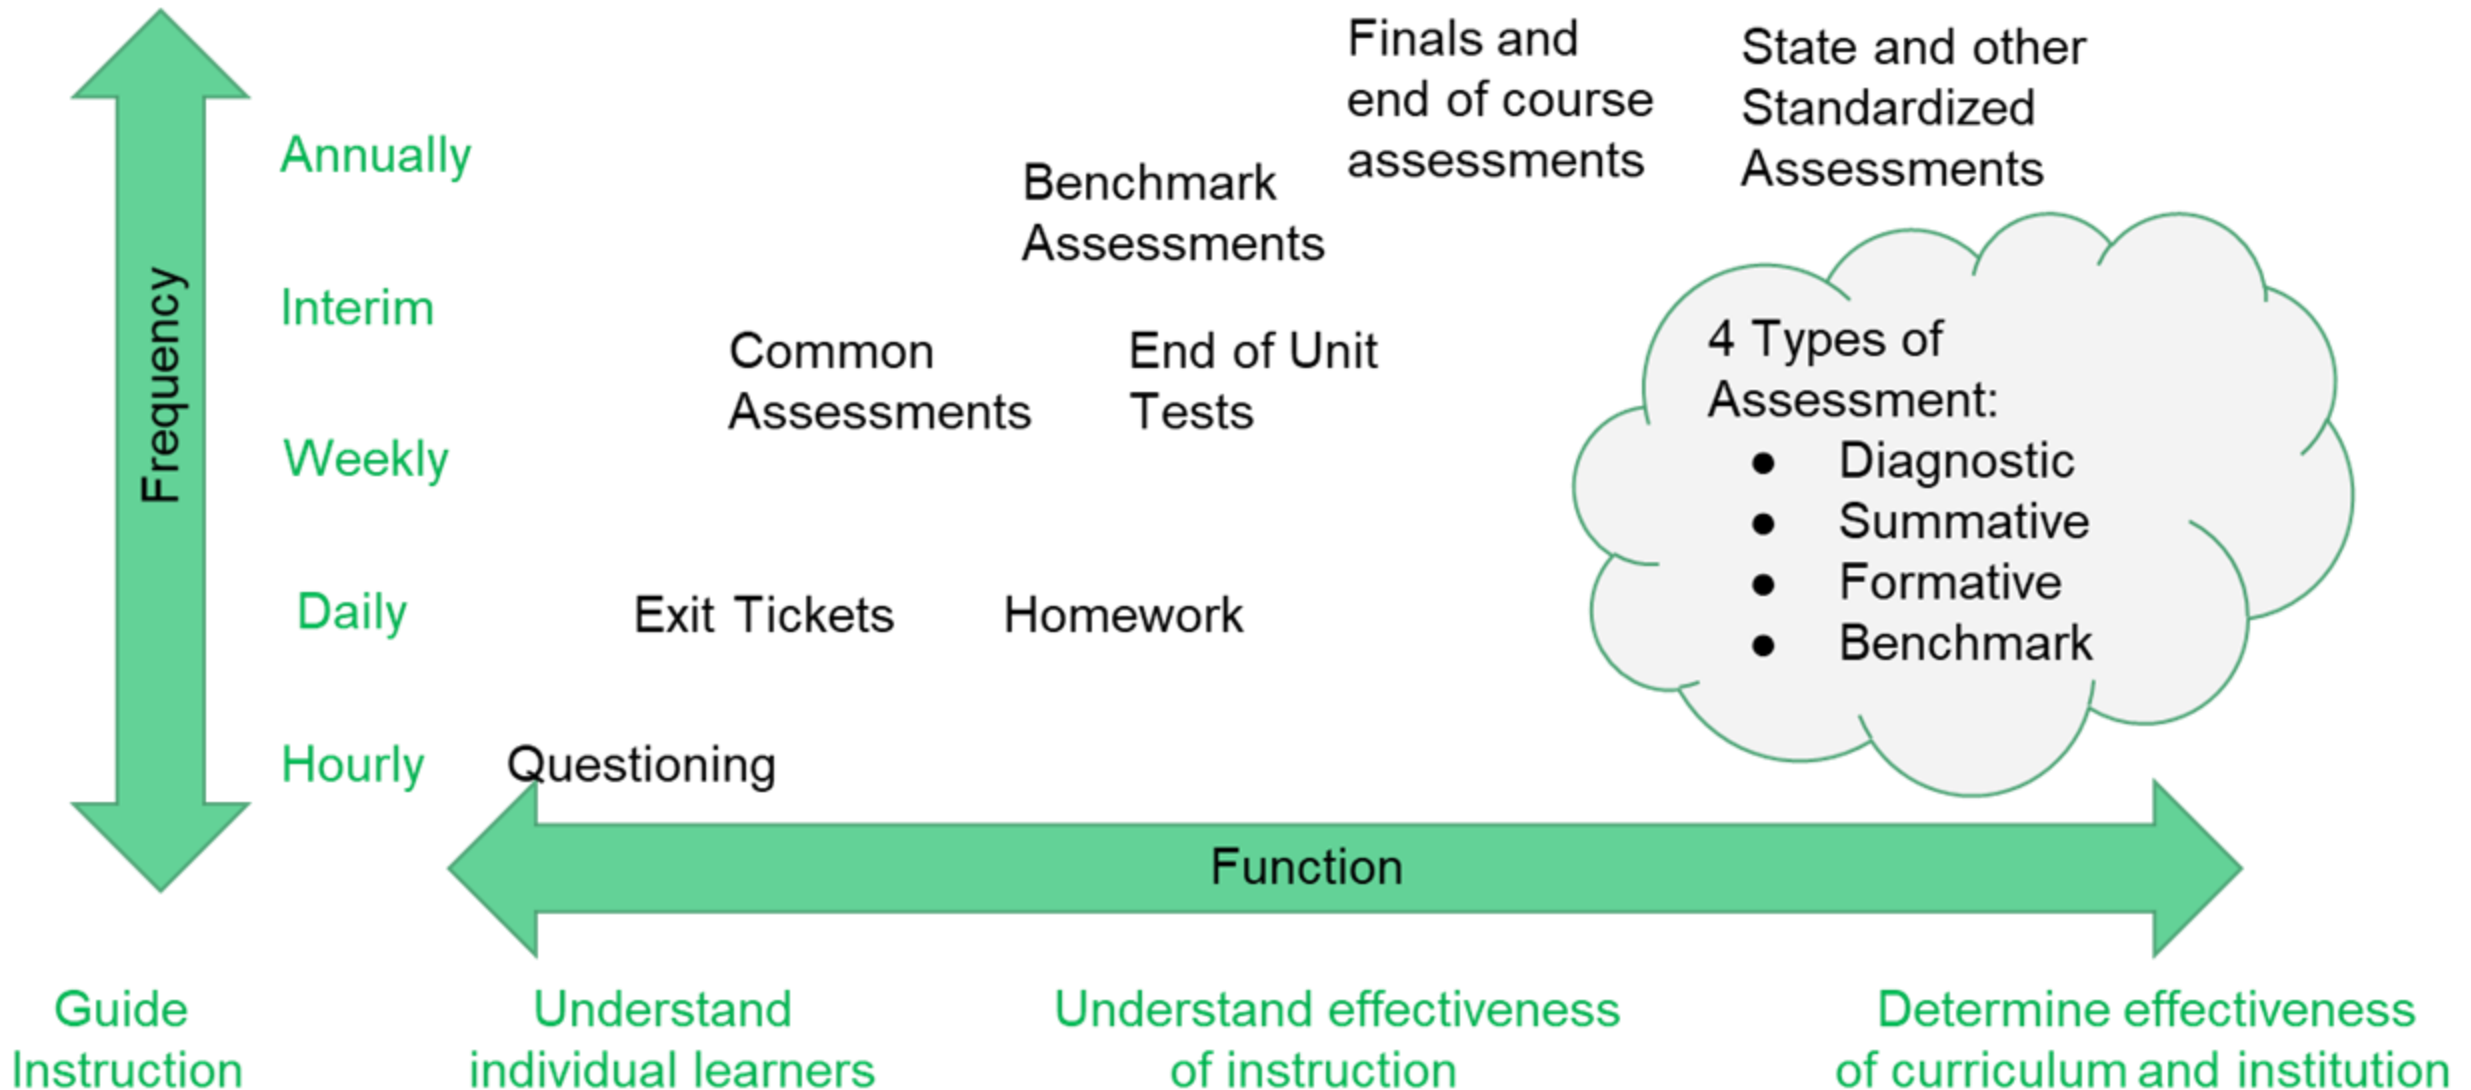 Finals and
end of course
assessments
State and other
Standardized
Assessments
Annually
Benchmark
Assessments
Interim
Frequency
Common
Assessments
End of Unit
Tests
4 Types of
Assessment:
● Diagnostic
● Summative
● Formative
● Benchmark
Weekly
Daily
Exit Tickets
Homework
Hourly
Questioning
Function
Guide
Instruction
Understand
individual learners
Understand effectiveness
of instruction
Determine effectiveness
of curriculum and institution